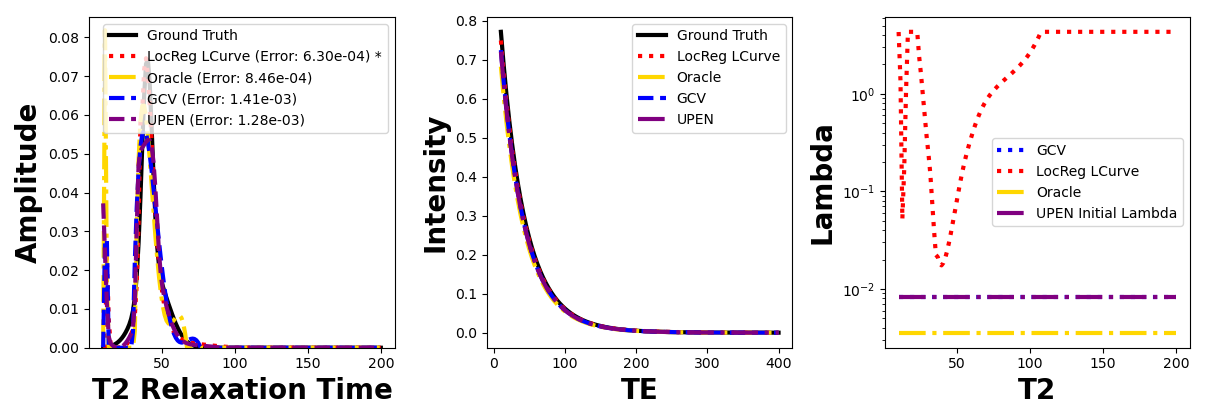 Amplitude
0.08
0.07
0.06
0.05
0.04
0.03
0.02
0.01
0.00
Ground Truth
LocReg LCurve (Error: 6.30e-04) *
Oracle (Error: 8.46e-04)
GCV (Error: 1.41e-03)
UPEN (Error: 1.28e-03)
50 100 150 200
T2 Relaxation Time
Intensity
0.8
0.7
0.6
0.5
0.4
0.3
0.2
0.1
0.0
Ground Truth
LocReg LCurve
Oracle
GCV
UPEN
0 100 200 300 400
TE
Lambda
10⁰
10⁻¹
10⁻²
GCV
LocReg LCurve
Oracle
UPEN Initial Lambda
50 100 150 200
T2